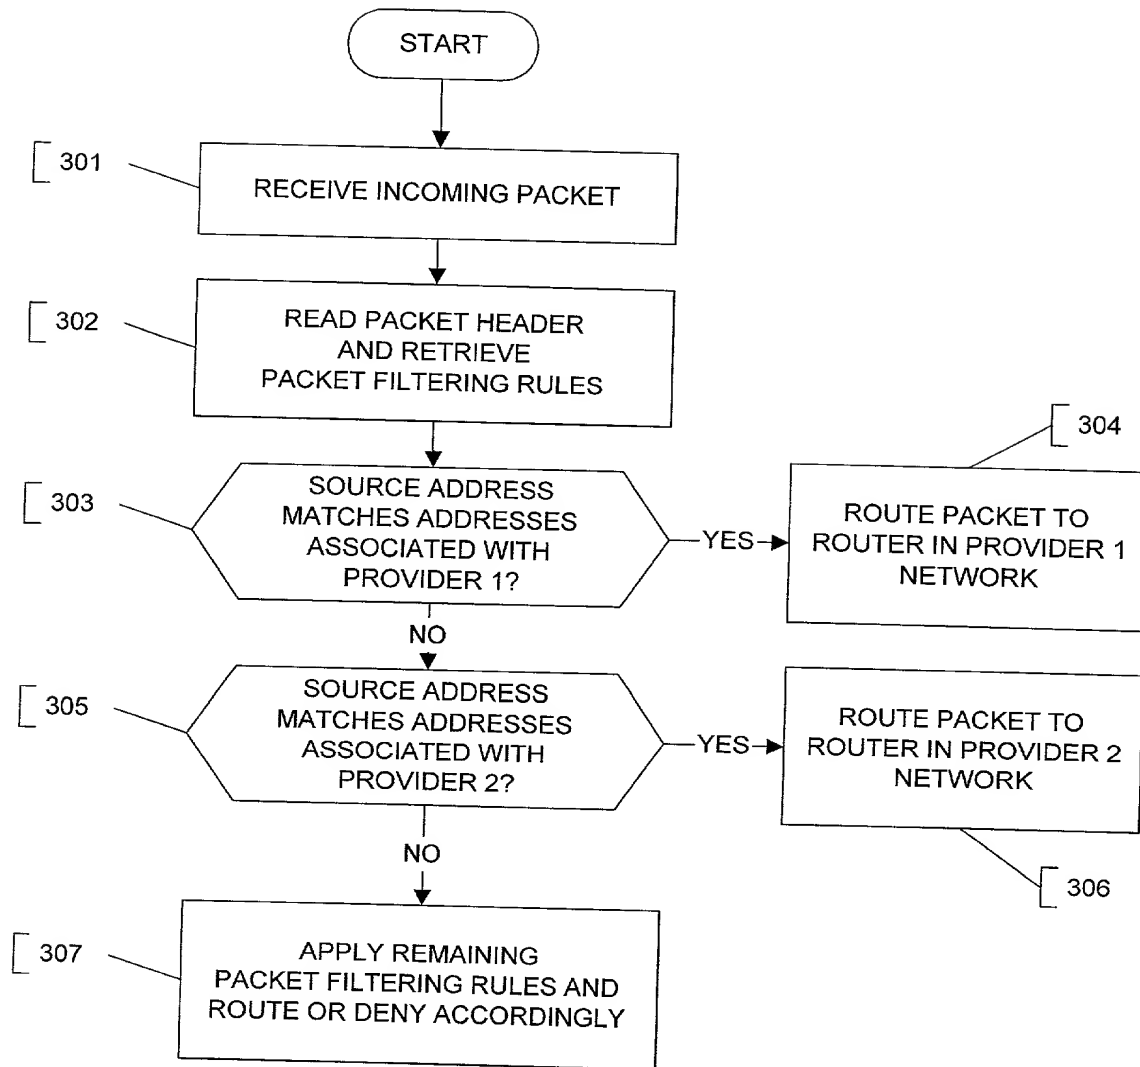 START
301
RECEIVE INCOMING PACKET
302
READ PACKET HEADER
AND RETRIEVE
PACKET FILTERING RULES
303
SOURCE ADDRESS
MATCHES ADDRESSES
ASSOCIATED WITH
PROVIDER 1?
YES
304
ROUTE PACKET TO
ROUTER IN PROVIDER 1
NETWORK
NO
305
SOURCE ADDRESS
MATCHES ADDRESSES
ASSOCIATED WITH
PROVIDER 2?
YES
ROUTE PACKET TO
ROUTER IN PROVIDER 2
NETWORK
306
NO
307
APPLY REMAINING
PACKET FILTERING RULES AND
ROUTE OR DENY ACCORDINGLY